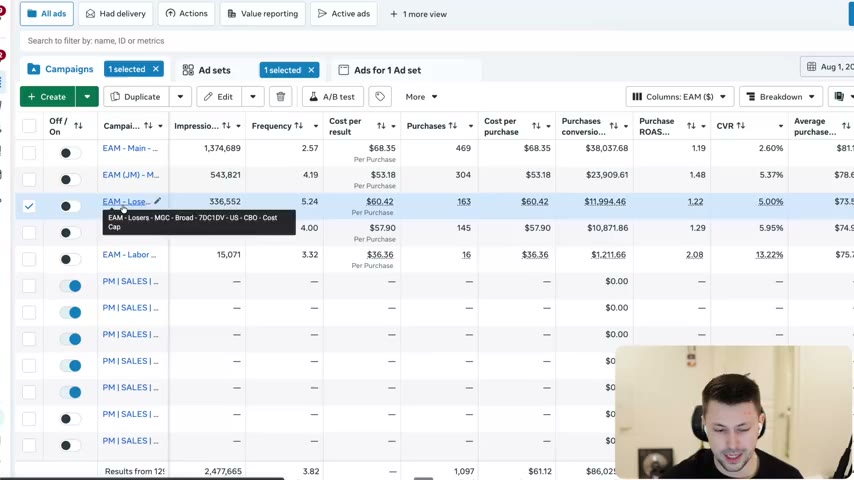 All ads
Had delivery
Actions
Value reporting
Active ads
+ 1 more view
Search to filter by: name, ID or metrics
Campaigns
1 selected ×
Ad sets
1 selected ×
Ads for 1 Ad set
Aug 1, 20
+ Create
Duplicate
Edit
A/B test
More
Columns: EAM ($)
Breakdown
Off / On
Campai...
Impressio...
Frequency
Cost per result
Purchases
Cost per purchase
Purchases conversio...
Purchase ROAS...
CVR
Average purchase...
EAM - Main - ...
1,374,689
2.57
$68.35
Per Purchase
469
$68.35
$38,037.68
1.19
2.60%
EAM (JM) - M...
543,821
4.19
$53.18
Per Purchase
304
$53.18
$23,909.61
1.48
5.37%
EAM - Lose...
336,552
5.24
$60.42
Per Purchase
163
$60.42
$11,994.46
1.22
5.00%
EAM - Losers - MGC - Broad - 7DC1DV - US - CBO - Cost
Cap
4.00
$57.90
Per Purchase
145
$57.90
$10,871.86
1.29
5.95%
EAM - Labor ...
15,071
3.32
$36.36
Per Purchase
16
$36.36
$1,211.66
2.08
13.22%
PM | SALES | ...
—
—
—
—
—
$0.00
—
—
PM | SALES | ...
—
—
—
—
—
$0.00
—
—
PM | SALES | ...
—
—
—
—
—
$0.00
—
—
PM | SALES | ...
—
—
—
—
—
$0
PM | SALES | ...
—
—
—
—
—
$0
PM | SALES | ...
—
—
—
—
—
$0
PM | SALES | ...
—
—
—
—
—
$0
2,477,665
3.82
—
1,097
$61.12
$86,025